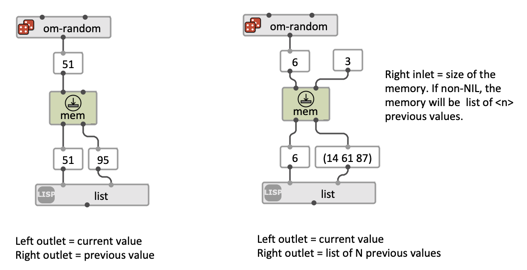 om-random
51
mem
51
95
LISP
list
Left outlet = current value
Right outlet = previous value
om-random
6
3
mem
6
(14 61 87)
LISP
list
Right inlet = size of the
memory. If non-NIL, the
memory will be  list of <n>
previous values.
Left outlet = current value
Right outlet = list of N previous values